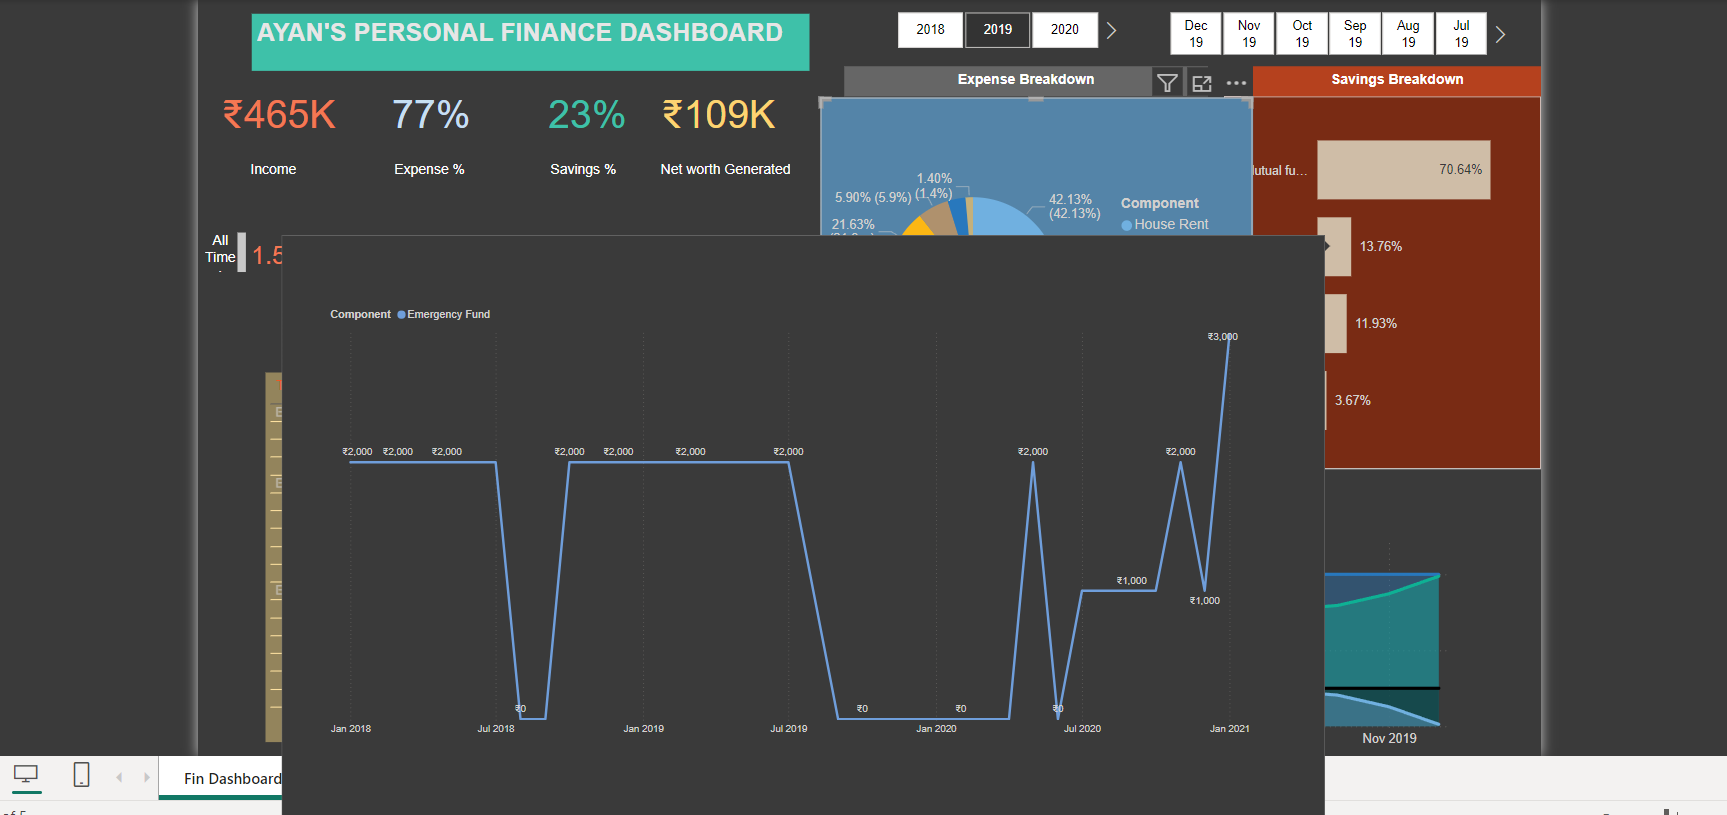 AYAN'S PERSONAL FINANCE DASHBOARD
2018
2019
2020
Dec 19
Nov 19
Oct 19
Sep 19
Aug 19
Jul 19
Expense Breakdown
Savings Breakdown
₹465K
77%
23%
₹109K
Income
Expense %
Savings %
Net worth Generated
1.40%
(1.4%)
5.90% (5.9%)
21.63%
42.13%
(42.13%)
Component
House Rent
70.64%
13.76%
11.93%
3.67%
All
Time
1.5
Component
Emergency Fund
₹3,000
₹2,000
₹2,000
₹2,000
₹2,000
₹2,000
₹2,000
₹2,000
₹2,000
₹2,000
₹1,000
₹1,000
₹0
₹0
₹0
₹0
Jan 2018
Jul 2018
Jan 2019
Jul 2019
Jan 2020
Jul 2020
Jan 2021
Nov 2019
Fin Dashboard